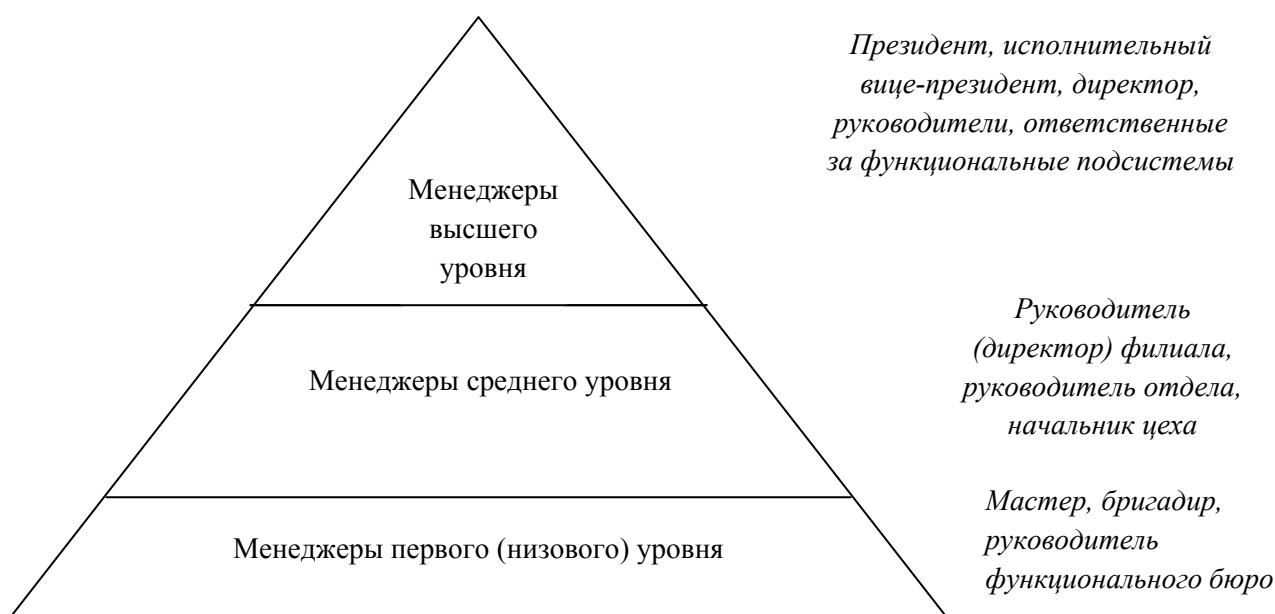 Президент, исполнительный
вице-президент, директор,
руководители, ответственные
за функциональные подсистемы
Менеджеры
высшего
уровня
Руководитель
(директор) филиала,
руководитель отдела,
начальник цеха
Менеджеры среднего уровня
Мастер, бригадир,
руководитель
функционального бюро
Менеджеры первого (низового) уровня